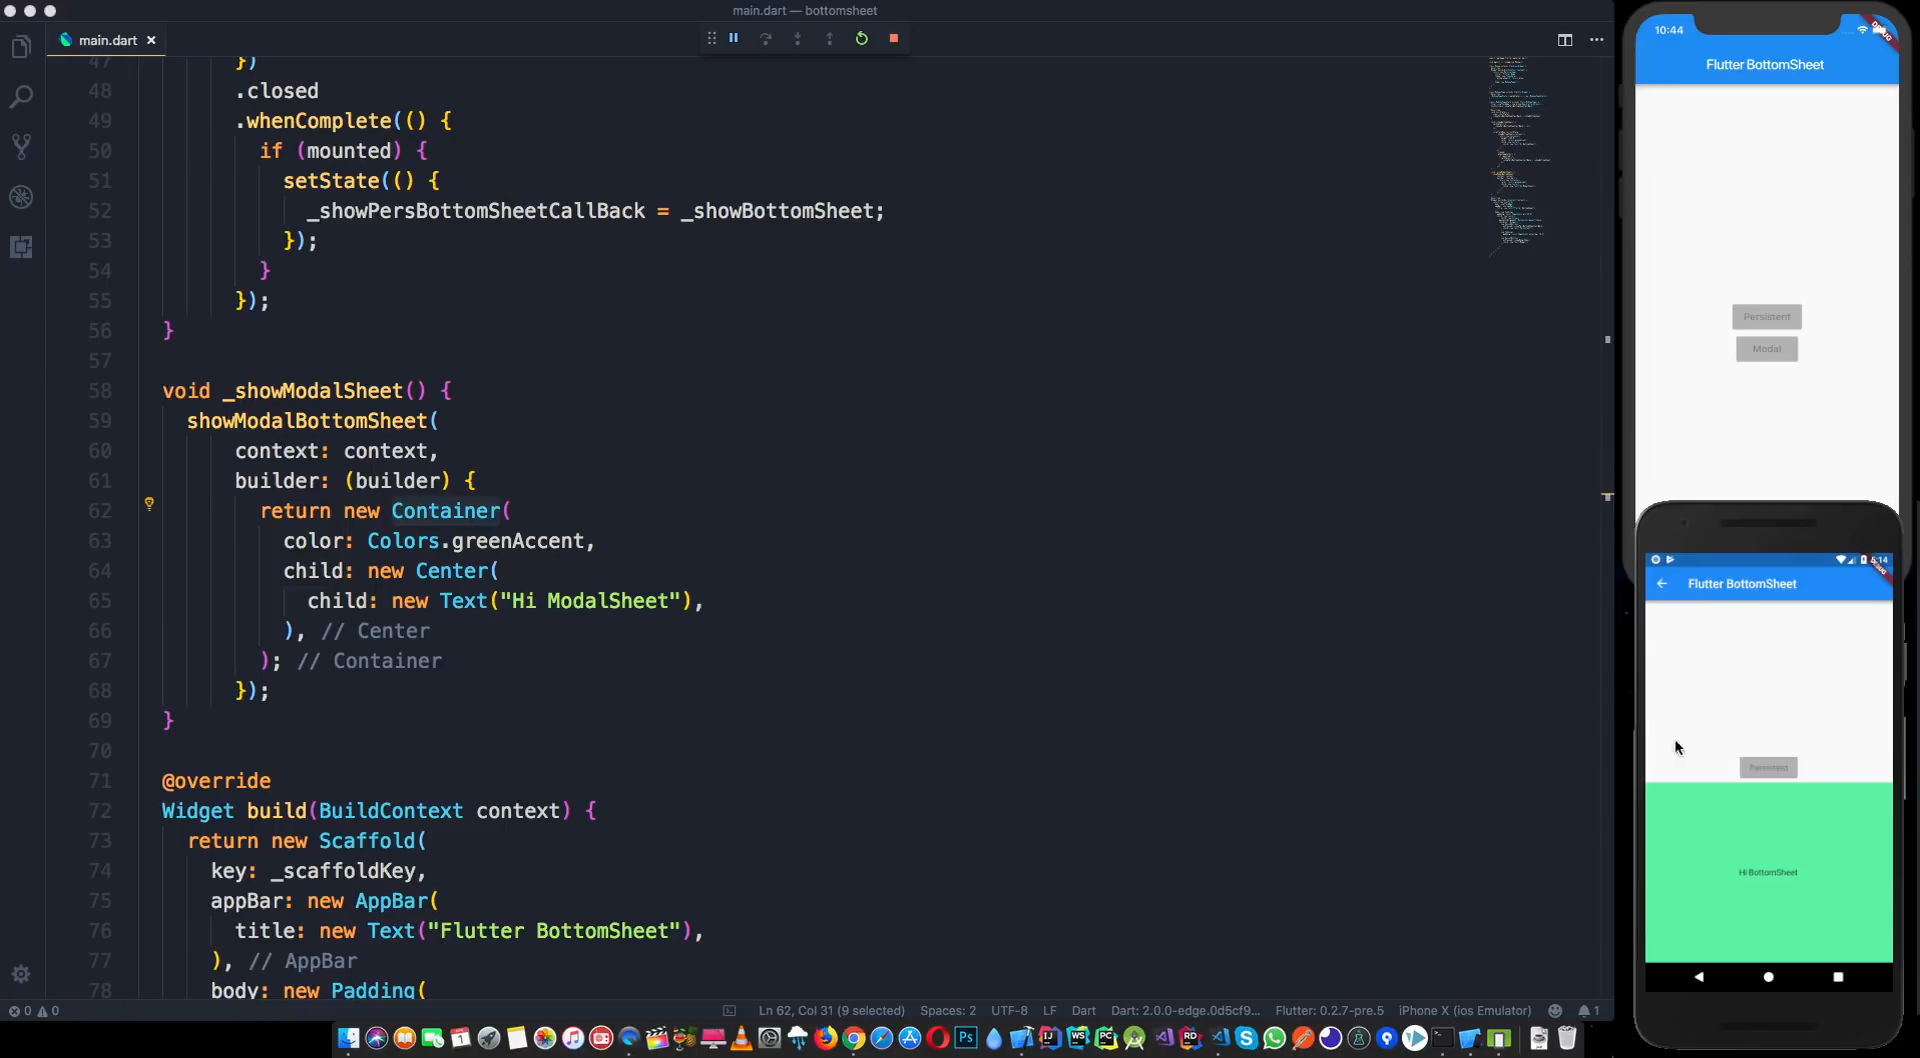 main.dart — bottomsheet
main.dart ×
47 })
48 .closed
49 .whenComplete(() {
50 if (mounted) {
51 setState(() {
52 _showPersBottomSheetCallBack = _showBottomSheet;
53 });
54 }
55 });
56 }
57
58 void _showModalSheet() {
59 showModalBottomSheet(
60 context: context,
61 builder: (builder) {
62 return new Container(
63 color: Colors.greenAccent,
64 child: new Center(
65 child: new Text("Hi ModalSheet"),
66 ), // Center
67 ); // Container
68 });
69 }
70
71 @override
72 Widget build(BuildContext context) {
73 return new Scaffold(
74 key: _scaffoldKey,
75 appBar: new AppBar(
76 title: new Text("Flutter BottomSheet"),
77 ), // AppBar
78 body: new Padding(
0 0
Ln 62, Col 31 (9 selected) Spaces: 2 UTF-8 LF Dart Dart: 2.0.0-edge.0d5cf9... Flutter: 0.2.7-pre.5 iPhone X (ios Emulator) 1
10:44
DEBUG
Flutter BottomSheet
Persistent
Modal
5:14
Flutter BottomSheet
Persistent
Hi BottomSheet